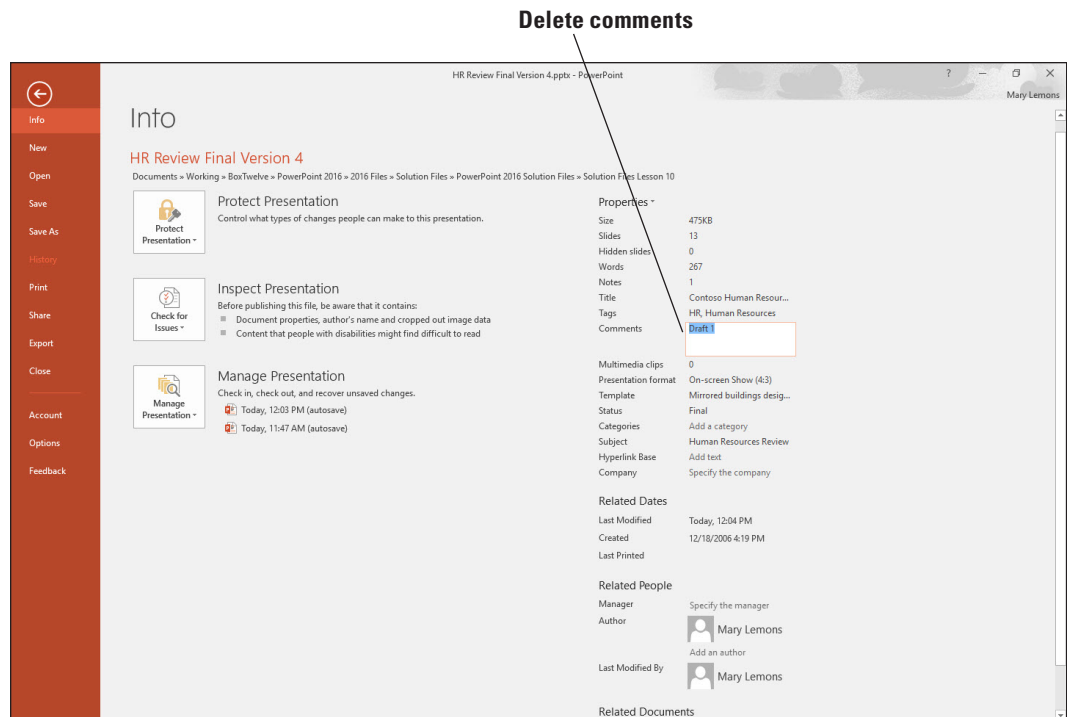 Delete comments
HR Review Final Version 4.pptx - PowerPoint
?
Mary Lemons
Info
New
Open
Save
Save As
History
Print
Share
Export
Close
Account
Options
Feedback
Info
HR Review Final Version 4
Documents » Working » BoxTwelve » PowerPoint 2016 » 2016 Files » Solution Files » PowerPoint 2016 Solution Files » Solution Files Lesson 10
Protect Presentation
Protect Presentation
Control what types of changes people can make to this presentation.
Check for Issues
Inspect Presentation
Before publishing this file, be aware that it contains:
Document properties, author's name and cropped out image data
Content that people with disabilities might find difficult to read
Manage Presentation
Manage Presentation
Check in, check out, and recover unsaved changes.
Today, 12:03 PM (autosave)
Today, 11:47 AM (autosave)
Properties
Size 475KB
Slides 13
Hidden slides 0
Words 267
Notes 1
Title Contoso Human Resour...
Tags HR, Human Resources
Comments Draft 1
Multimedia clips 0
Presentation format On-screen Show (4:3)
Template Mirrored buildings desig...
Status Final
Categories Add a category
Subject Human Resources Review
Hyperlink Base Add text
Company Specify the company
Related Dates
Last Modified Today, 12:04 PM
Created 12/18/2006 4:19 PM
Last Printed
Related People
Manager Specify the manager
Author Mary Lemons
Add an author
Last Modified By Mary Lemons
Related Documents